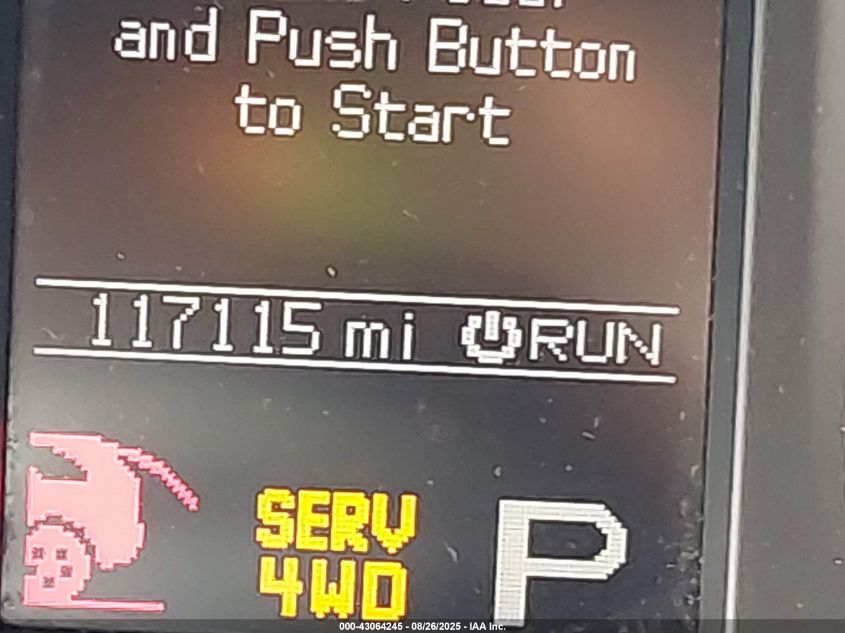 and Push Button
to Start
117115 mi RUN
SERV
4WD
P
000-43064245 - 08/26/2025 - IAA Inc.